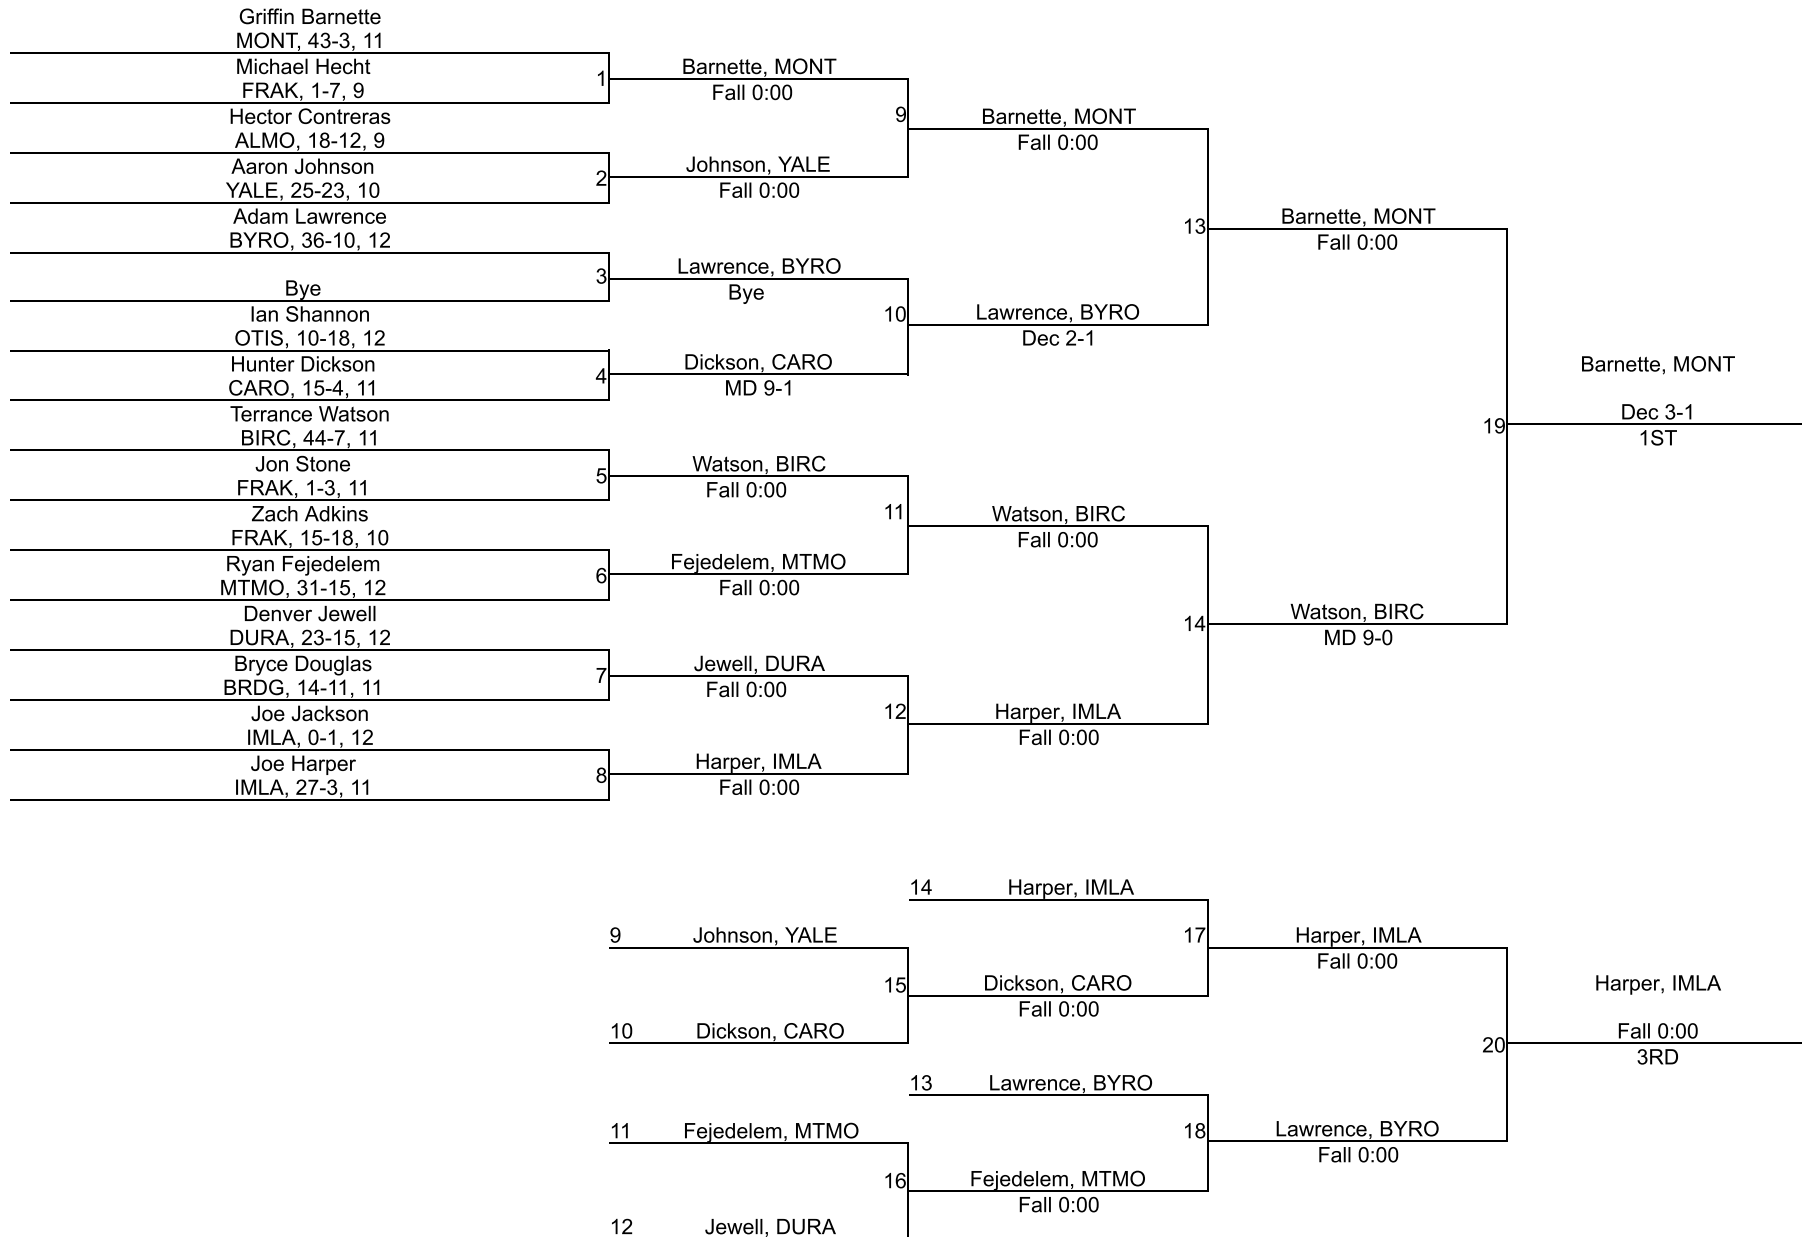 Griffin Barnette
MONT, 43-3, 11
Michael Hecht
FRAK, 1-7, 9
Hector Contreras
ALMO, 18-12, 9
Aaron Johnson
YALE, 25-23, 10
Adam Lawrence
BYRO, 36-10, 12
Bye
Ian Shannon
OTIS, 10-18, 12
Hunter Dickson
CARO, 15-4, 11
Terrance Watson
BIRC, 44-7, 11
Jon Stone
FRAK, 1-3, 11
Zach Adkins
FRAK, 15-18, 10
Ryan Fejedelem
MTMO, 31-15, 12
Denver Jewell
DURA, 23-15, 12
Bryce Douglas
BRDG, 14-11, 11
Joe Jackson
IMLA, 0-1, 12
Joe Harper
IMLA, 27-3, 11
1
Barnette, MONT
Fall 0:00
2
Johnson, YALE
Fall 0:00
3
Lawrence, BYRO
Bye
4
Dickson, CARO
MD 9-1
5
Watson, BIRC
Fall 0:00
6
Fejedelem, MTMO
Fall 0:00
7
Jewell, DURA
Fall 0:00
8
Harper, IMLA
Fall 0:00
9
Barnette, MONT
Fall 0:00
10
Lawrence, BYRO
Dec 2-1
11
Watson, BIRC
Fall 0:00
12
Harper, IMLA
Fall 0:00
13
Barnette, MONT
Fall 0:00
14
Watson, BIRC
MD 9-0
19
Barnette, MONT
Dec 3-1
1ST
9 Johnson, YALE
10 Dickson, CARO
11 Fejedelem, MTMO
12 Jewell, DURA
14 Harper, IMLA
15
Dickson, CARO
Fall 0:00
13 Lawrence, BYRO
16
Fejedelem, MTMO
Fall 0:00
17
Harper, IMLA
Fall 0:00
18
Lawrence, BYRO
Fall 0:00
20
Harper, IMLA
Fall 0:00
3RD